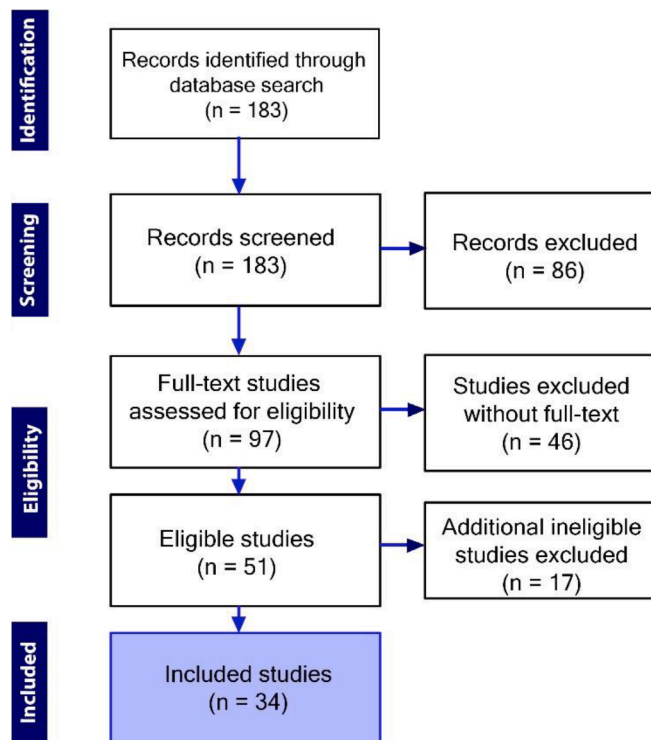 Identification
Records identified through
database search
(n = 183)
Screening
Records screened
(n = 183)
Records excluded
(n = 86)
Eligibility
Full-text studies
assessed for eligibility
(n = 97)
Studies excluded
without full-text
(n = 46)
Eligible studies
(n = 51)
Additional ineligible
studies excluded
(n = 17)
Included
Included studies
(n = 34)